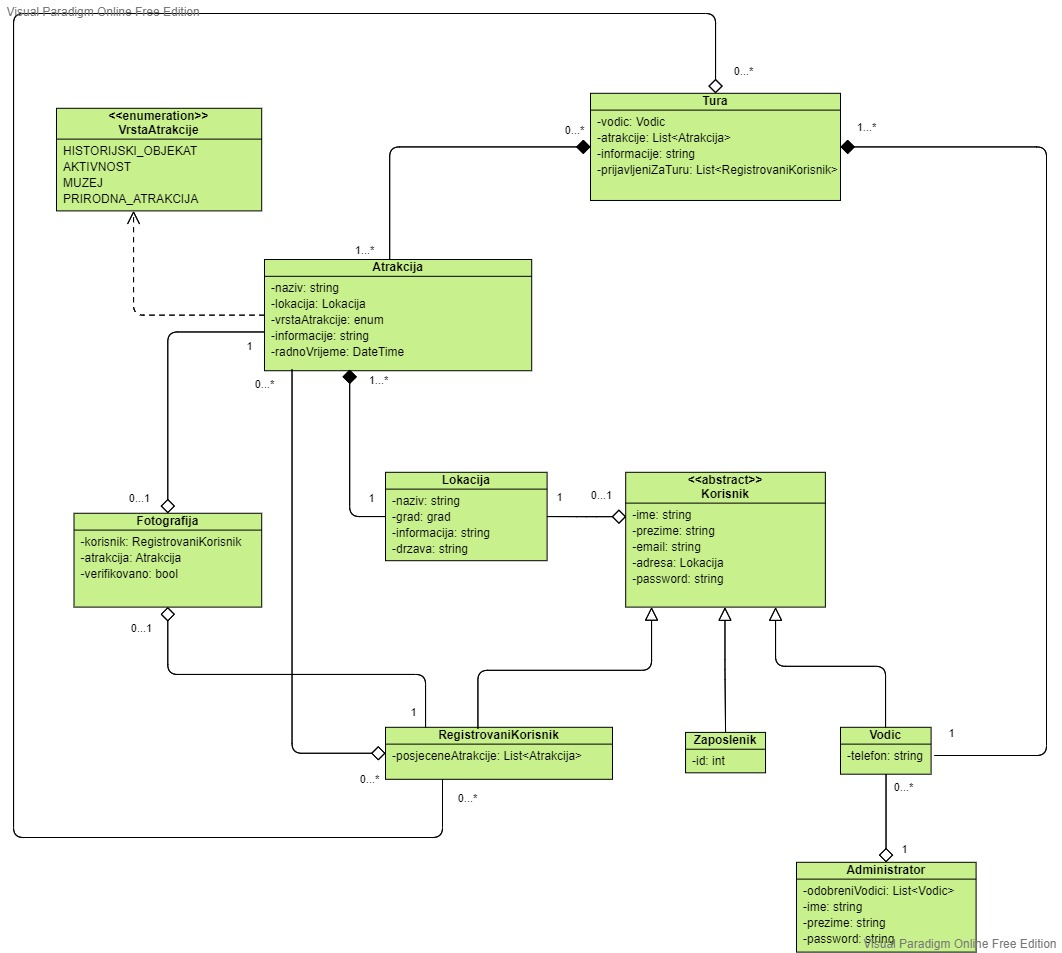 Visual Paradigm Online Free Edition
0...*
Tura
-vodic: Vodic
-atrakcije: List<Atrakcija>
-informacije: string
-prijavljeniZaTuru: List<RegistrovaniKorisnik>
0...*
1...*
<<enumeration>>
VrstaAtrakcije
HISTORIJSKI_OBJEKAT
AKTIVNOST
MUZEJ
PRIRODNA_ATRAKCIJA
1...*
Atrakcija
-naziv: string
-lokacija: Lokacija
-vrstaAtrakcije: enum
-informacije: string
-radnoVrijeme: DateTime
1
0...*
1...*
Lokacija
-naziv: string
-grad: grad
-informacija: string
-drzava: string
1
1
0...1
<<abstract>>
Korisnik
-ime: string
-prezime: string
-email: string
-adresa: Lokacija
-password: string
0...1
Fotografija
-korisnik: RegistrovaniKorisnik
-atrakcija: Atrakcija
-verifikovano: bool
0...1
1
RegistrovaniKorisnik
-posjeceneAtrakcije: List<Atrakcija>
0...*
0...*
Zaposlenik
-id: int
Vodic
-telefon: string
1
0...*
1
Administrator
-odobreniVodici: List<Vodic>
-ime: string
-prezime: string
-password: string
Visual Paradigm Online Free Edition